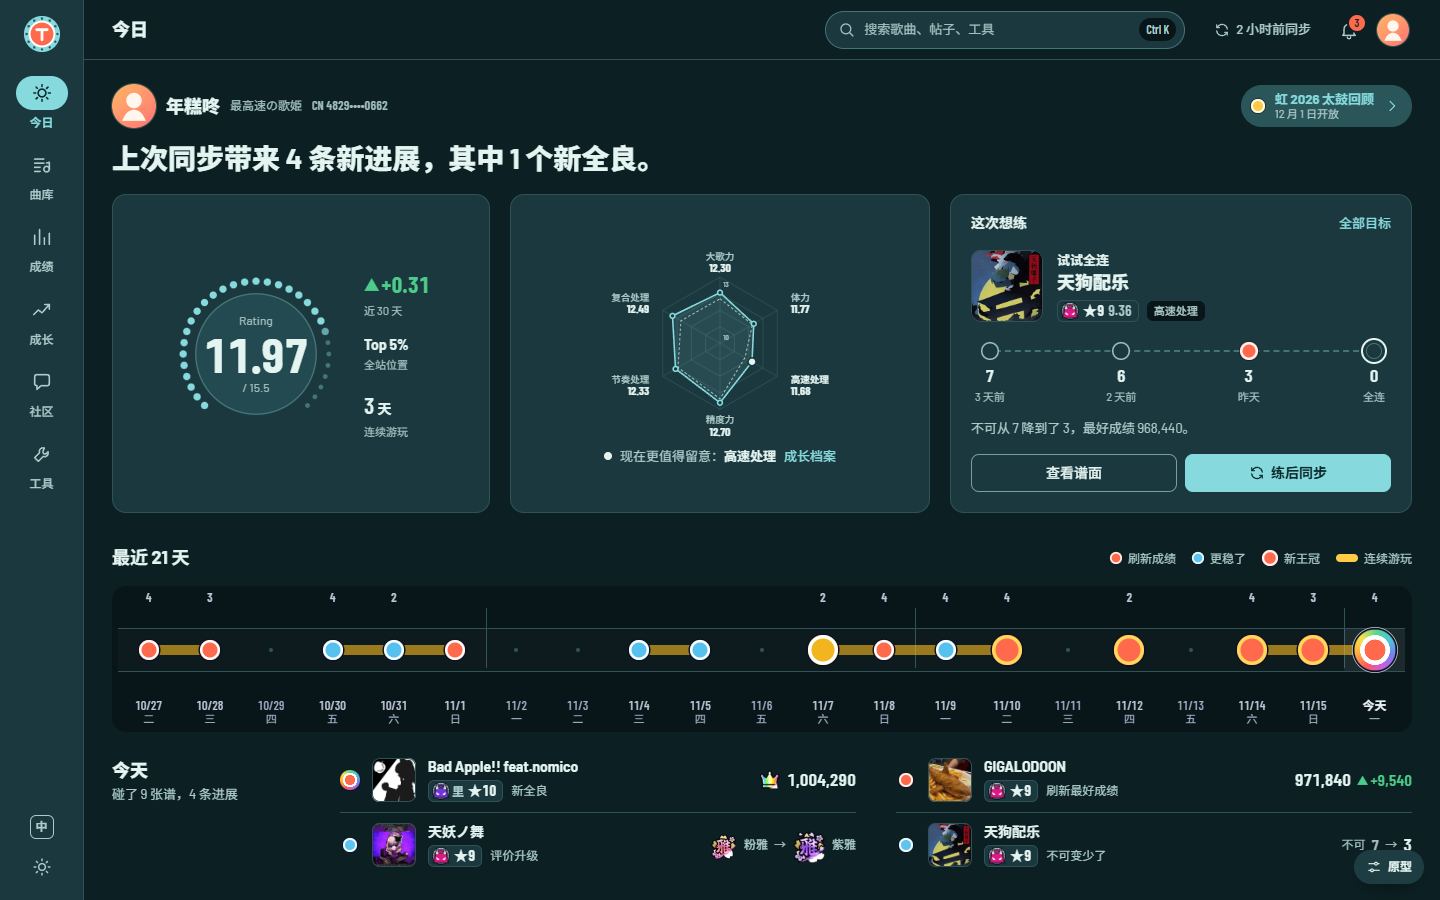 今日
搜索歌曲、帖子、工具
Ctrl K
2 小时前同步
3
今日
曲库
成绩
成长
社区
工具
中
年糕咚 最高速の歌姫 CN 4829••••0662
虹 2026 太鼓回顾
12 月 1 日开放
上次同步带来 4 条新进展，其中 1 个新全良。
Rating
11.97
/ 15.5
▲+0.31
近 30 天
Top 5%
全站位置
3 天
连续游玩
大歌力
12.30
13
10
复合处理
12.49
体力
11.77
节奏处理
12.33
高速处理
11.68
精度力
12.70
现在更值得留意：高速处理 成长档案
这次想练
全部目标
试试全连
天狗配乐
★9 9.36 高速处理
7 6 3 0
3 天前 2 天前 昨天 全连
不可从 7 降到了 3，最好成绩 968,440。
查看谱面
练后同步
最近 21 天
刷新成绩 更稳了 新王冠 连续游玩
4 3 4 2 2 4 4 4 2 4 3 4
10/27 10/28 10/29 10/30 10/31 11/1 11/2 11/3 11/4 11/5 11/6 11/7 11/8 11/9 11/10 11/11 11/12 11/13 11/14 11/15 今天
二 三 四 五 六 日 一 二 三 四 五 六 日 一 二 三 四 五 六 日 一
今天
碰了 9 张谱，4 条进展
Bad Apple!! feat.nomico
里 ★10 新全良
1,004,290
GIGALODOON
★9 刷新最好成绩
971,840 ▲+9,540
天妖ノ舞
★9 评价升级
雅 粉雅 → 雅 紫雅
天狗配乐
★9 不可变少了
不可 7 → 3
原型